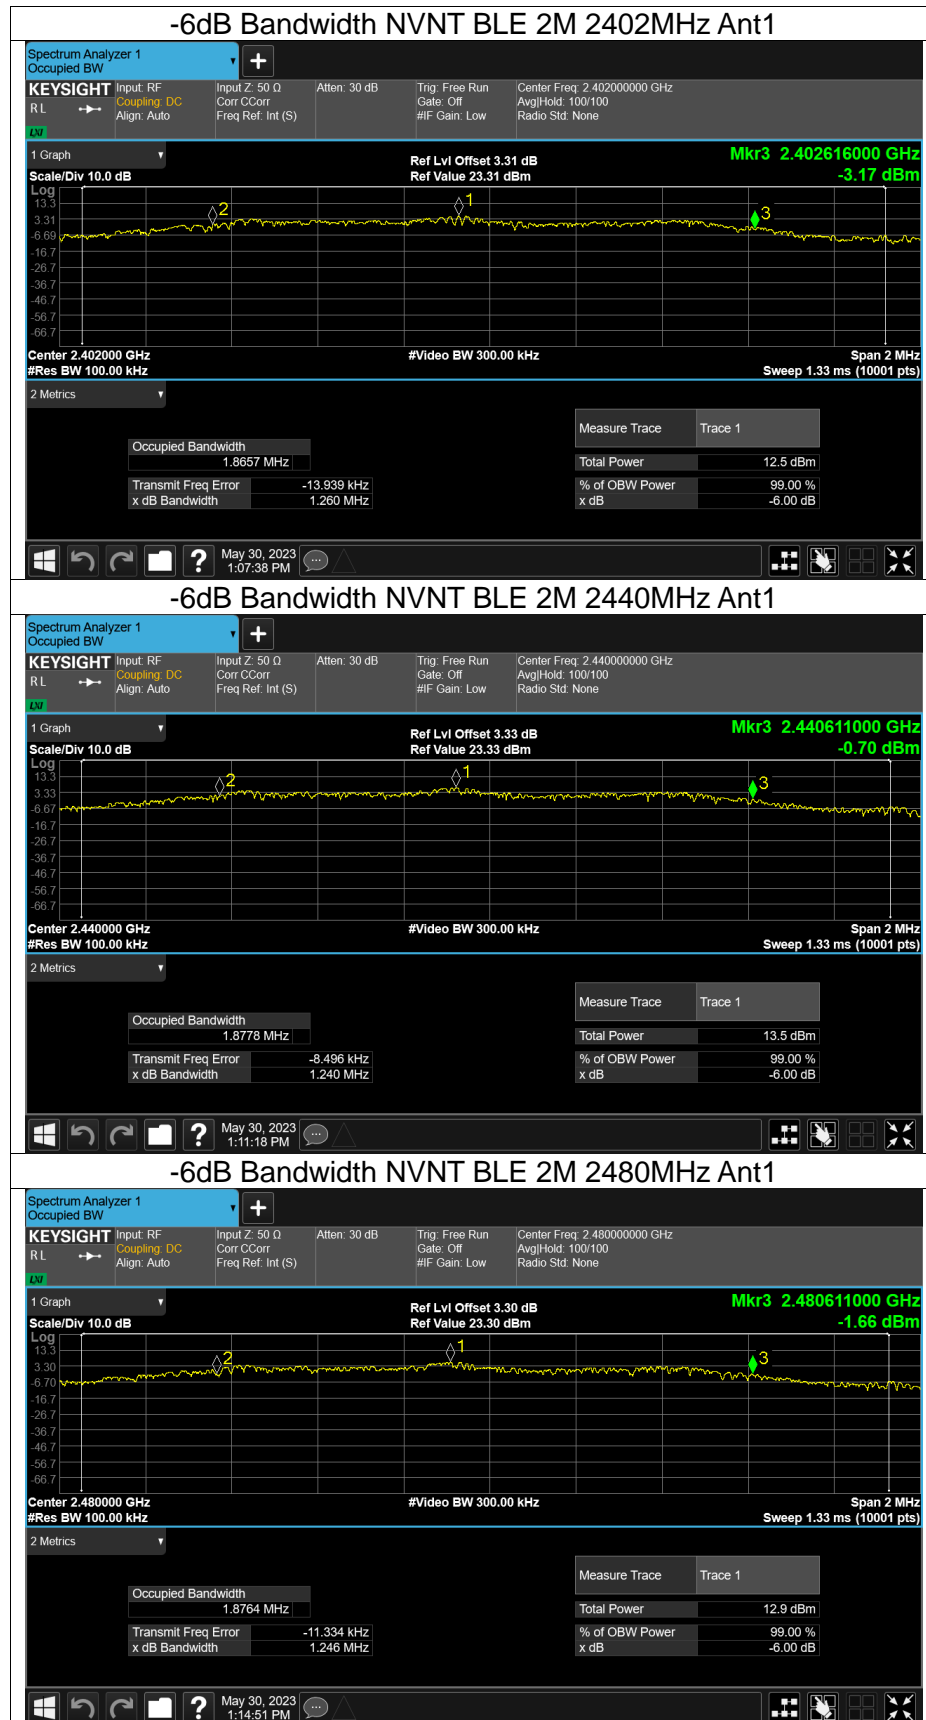 -6dB Bandwidth NVNT BLE 2M 2402MHz Ant1
Spectrum Analyzer 1
Occupied BW
+
KEYSIGHT Input: RF Input Z: 50 Ω Atten: 30 dB Trig: Free Run Center Freq: 2.402000000 GHz
RL Coupling: DC Corr CCorr Gate: Off Avg|Hold: 100/100
Align: Auto Freq Ref: Int (S) #IF Gain: Low Radio Std: None
LXI
1 Graph Ref Lvl Offset 3.31 dB Mkr3 2.402616000 GHz
Scale/Div 10.0 dB Ref Value 23.31 dBm -3.17 dBm
Log
13.3
3.31
-6.69
-16.7
-26.7
-36.7
-46.7
-56.7
-66.7
2 1 3
Center 2.402000 GHz #Video BW 300.00 kHz Span 2 MHz
#Res BW 100.00 kHz Sweep 1.33 ms (10001 pts)
2 Metrics
Measure Trace Trace 1
Occupied Bandwidth
1.8657 MHz Total Power 12.5 dBm
Transmit Freq Error -13.939 kHz % of OBW Power 99.00 %
x dB Bandwidth 1.260 MHz x dB -6.00 dB
? May 30, 2023
1:07:38 PM
-6dB Bandwidth NVNT BLE 2M 2440MHz Ant1
Spectrum Analyzer 1
Occupied BW
+
KEYSIGHT Input: RF Input Z: 50 Ω Atten: 30 dB Trig: Free Run Center Freq: 2.440000000 GHz
RL Coupling: DC Corr CCorr Gate: Off Avg|Hold: 100/100
Align: Auto Freq Ref: Int (S) #IF Gain: Low Radio Std: None
LXI
1 Graph Ref Lvl Offset 3.33 dB Mkr3 2.440611000 GHz
Scale/Div 10.0 dB Ref Value 23.33 dBm -0.70 dBm
Log
13.3
3.33
-6.67
-16.7
-26.7
-36.7
-46.7
-56.7
-66.7
2 1 3
Center 2.440000 GHz #Video BW 300.00 kHz Span 2 MHz
#Res BW 100.00 kHz Sweep 1.33 ms (10001 pts)
2 Metrics
Measure Trace Trace 1
Occupied Bandwidth
1.8778 MHz Total Power 13.5 dBm
Transmit Freq Error -8.496 kHz % of OBW Power 99.00 %
x dB Bandwidth 1.240 MHz x dB -6.00 dB
? May 30, 2023
1:11:18 PM
-6dB Bandwidth NVNT BLE 2M 2480MHz Ant1
Spectrum Analyzer 1
Occupied BW
+
KEYSIGHT Input: RF Input Z: 50 Ω Atten: 30 dB Trig: Free Run Center Freq: 2.480000000 GHz
RL Coupling: DC Corr CCorr Gate: Off Avg|Hold: 100/100
Align: Auto Freq Ref: Int (S) #IF Gain: Low Radio Std: None
LXI
1 Graph Ref Lvl Offset 3.30 dB Mkr3 2.480611000 GHz
Scale/Div 10.0 dB Ref Value 23.30 dBm -1.66 dBm
Log
13.3
3.30
-6.70
-16.7
-26.7
-36.7
-46.7
-56.7
-66.7
2 1 3
Center 2.480000 GHz #Video BW 300.00 kHz Span 2 MHz
#Res BW 100.00 kHz Sweep 1.33 ms (10001 pts)
2 Metrics
Measure Trace Trace 1
Occupied Bandwidth
1.8764 MHz Total Power 12.9 dBm
Transmit Freq Error -11.334 kHz % of OBW Power 99.00 %
x dB Bandwidth 1.246 MHz x dB -6.00 dB
? May 30, 2023
1:14:51 PM